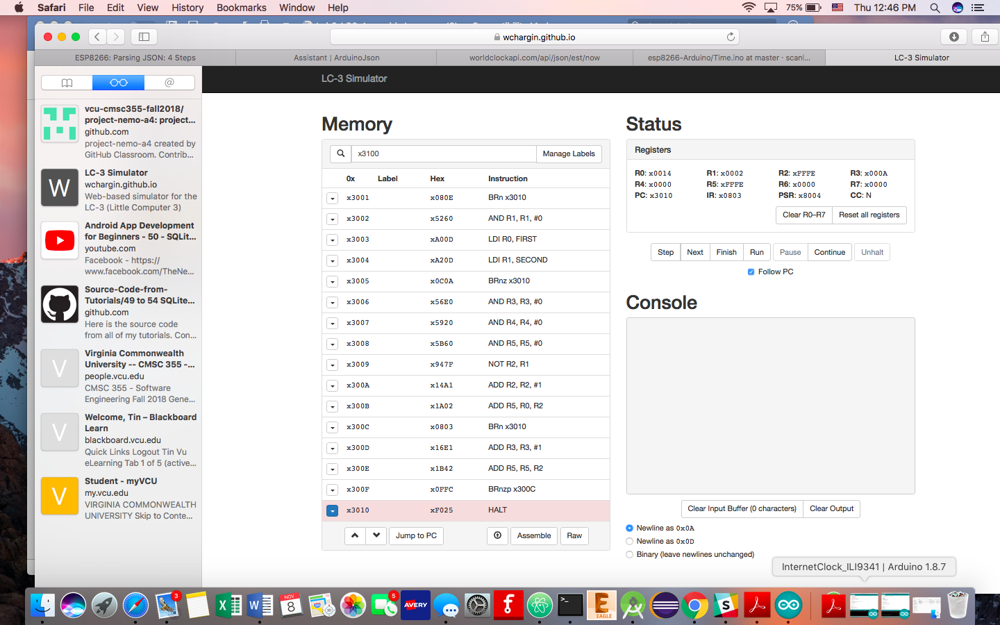 Safari File Edit View History Bookmarks Window Help 75% Thu 12:46 PM
wchargin.github.io
ESP8266: Parsing JSON: 4 Steps
Assistant | ArduinoJson
worldclockapi.com/api/json/est/now
esp8266-Arduino/Time.ino at master · scanl...
LC-3 Simulator
@
vcu-cmsc355-fall2018/
project-nemo-a4: project...
github.com
project-nemo-a4 created by
GitHub Classroom. Contrib...
W
LC-3 Simulator
wchargin.github.io
Web-based simulator for the
LC-3 (Little Computer 3)
Android App Development
for Beginners - 50 - SQLit...
youtube.com
Facebook - https://
www.facebook.com/TheNe...
Source-Code-from-
Tutorials/49 to 54 SQLite...
github.com
Here is the source code
from all of my tutorials. Con...
V
Virginia Commonwealth
University -- CMSC 355 -...
people.vcu.edu
CMSC 355 - Software
Engineering Fall 2018 Gene...
V
Welcome, Tin – Blackboard
Learn
blackboard.vcu.edu
Quick Links Logout Tin Vu
eLearning Tab 1 of 5 (active...
V
Student - myVCU
my.vcu.edu
VIRGINIA COMMONWEALTH
UNIVERSITY Skip to Conte...
LC-3 Simulator
Memory
x3100 Manage Labels
0x Label Hex Instruction
x3001 x080E BRn x3010
x3002 x5260 AND R1, R1, #0
x3003 xA00D LDI R0, FIRST
x3004 xA20D LDI R1, SECOND
x3005 x0C0A BRnz x3010
x3006 x56E0 AND R3, R3, #0
x3007 x5920 AND R4, R4, #0
x3008 x5B60 AND R5, R5, #0
x3009 x947F NOT R2, R1
x300A x14A1 ADD R2, R2, #1
x300B x1A02 ADD R5, R0, R2
x300C x0803 BRn x3010
x300D x16E1 ADD R3, R3, #1
x300E x1B42 ADD R5, R5, R2
x300F x0FFC BRnzp x300C
x3010 xF025 HALT
Jump to PC Assemble Raw
Status
Registers
R0: x0014 R1: x0002 R2: xFFFE R3: x000A
R4: x0000 R5: xFFFE R6: x0000 R7: x0000
PC: x3010 IR: x0803 PSR: x8004 CC: N
Clear R0–R7 Reset all registers
Step Next Finish Run Pause Continue Unhalt
Follow PC
Console
Clear Input Buffer (0 characters) Clear Output
Newline as 0x0A
Newline as 0x0D
Binary (leave newlines unchanged)
InternetClock_ILI9341 | Arduino 1.8.7
3
NOV
8
5
AVERY
EAGLE